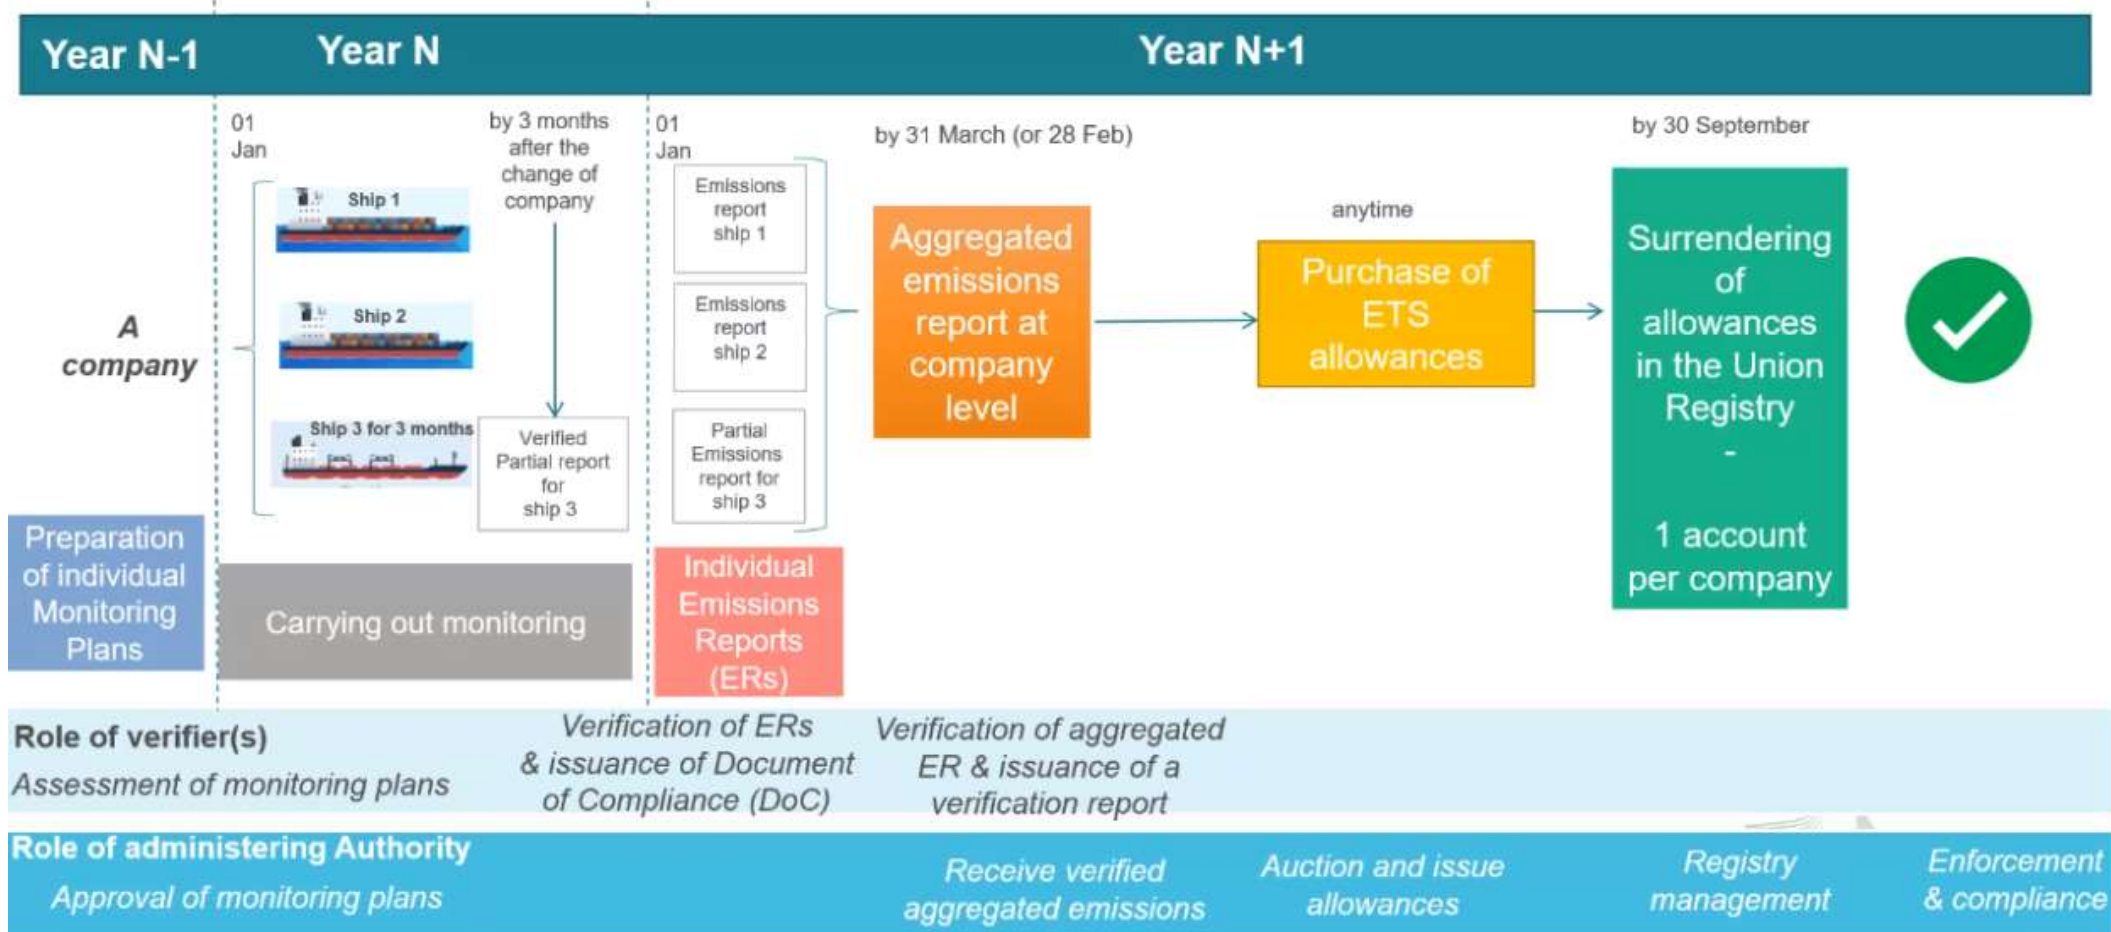 Year N-1
Year N
Year N+1
01
Jan
by 3 months
after the
change of
company
01
Jan
by 31 March (or 28 Feb)
anytime
by 30 September
A
company
Ship 1
Ship 2
Ship 3 for 3 months
Verified
Partial report
for
ship 3
Emissions
report
ship 1
Emissions
report
ship 2
Partial
Emissions
report for
ship 3
Aggregated
emissions
report at
company
level
Purchase of
ETS
allowances
Surrendering
of
allowances
in the Union
Registry
-
1 account
per company
Preparation
of individual
Monitoring
Plans
Carrying out monitoring
Individual
Emissions
Reports
(ERs)
Role of verifier(s)
Assessment of monitoring plans
Verification of ERs
& issuance of Document
of Compliance (DoC)
Verification of aggregated
ER & issuance of a
verification report
Role of administering Authority
Approval of monitoring plans
Receive verified
aggregated emissions
Auction and issue
allowances
Registry
management
Enforcement
& compliance